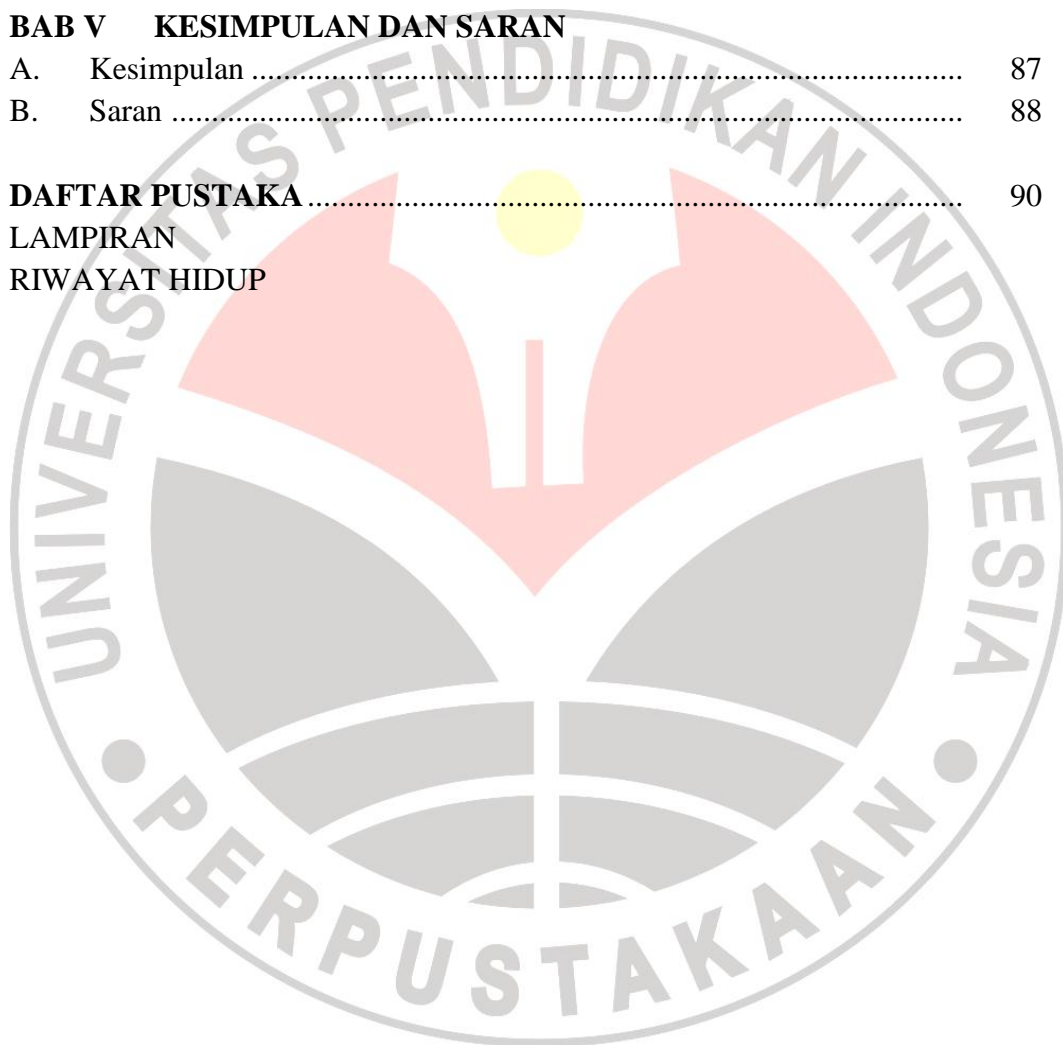 BAB V KESIMPULAN DAN SARAN
A. Kesimpulan ........................................................................................ 87
B. Saran .................................................................................................. 88
DAFTAR PUSTAKA ................................................................................. 90
LAMPIRAN
RIWAYAT HIDUP
UNIVERSITAS PENDIDIKAN INDONESIA
PERPUSTAKAAN